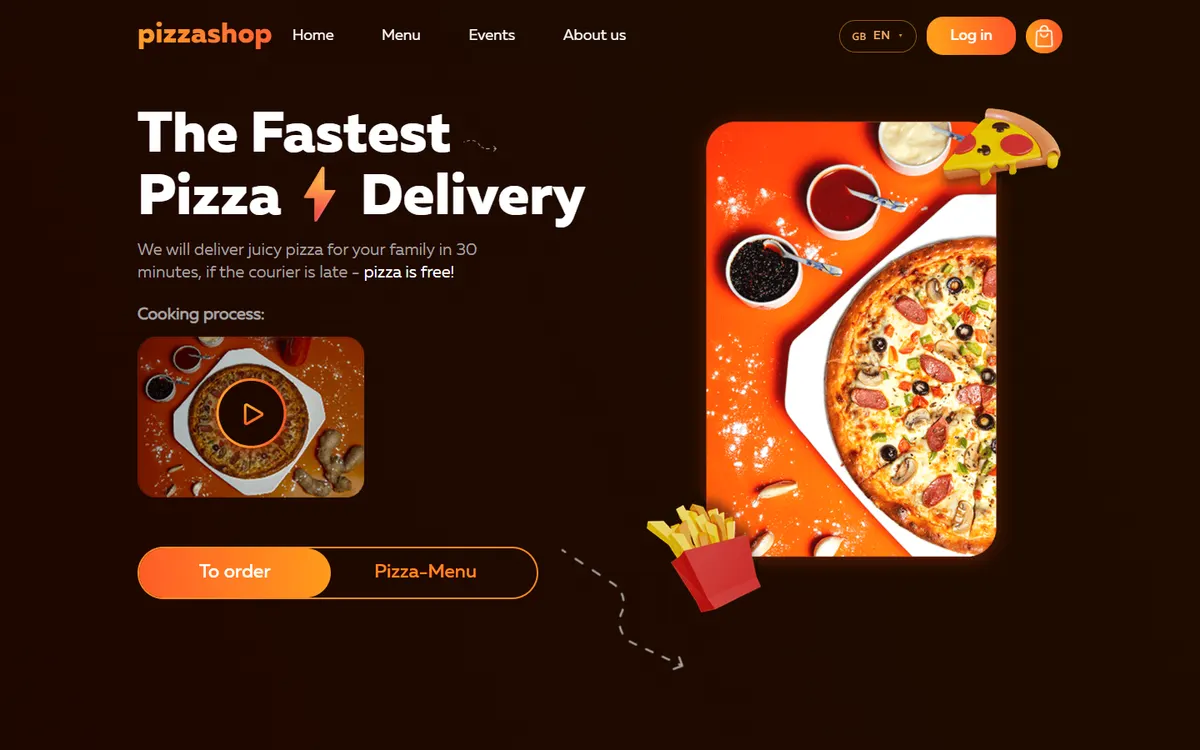 pizzashop
Home
Menu
Events
About us
GB EN
Log in
The Fastest
Pizza Delivery
We will deliver juicy pizza for your family in 30
minutes, if the courier is late - pizza is free!
Cooking process:
To order
Pizza-Menu